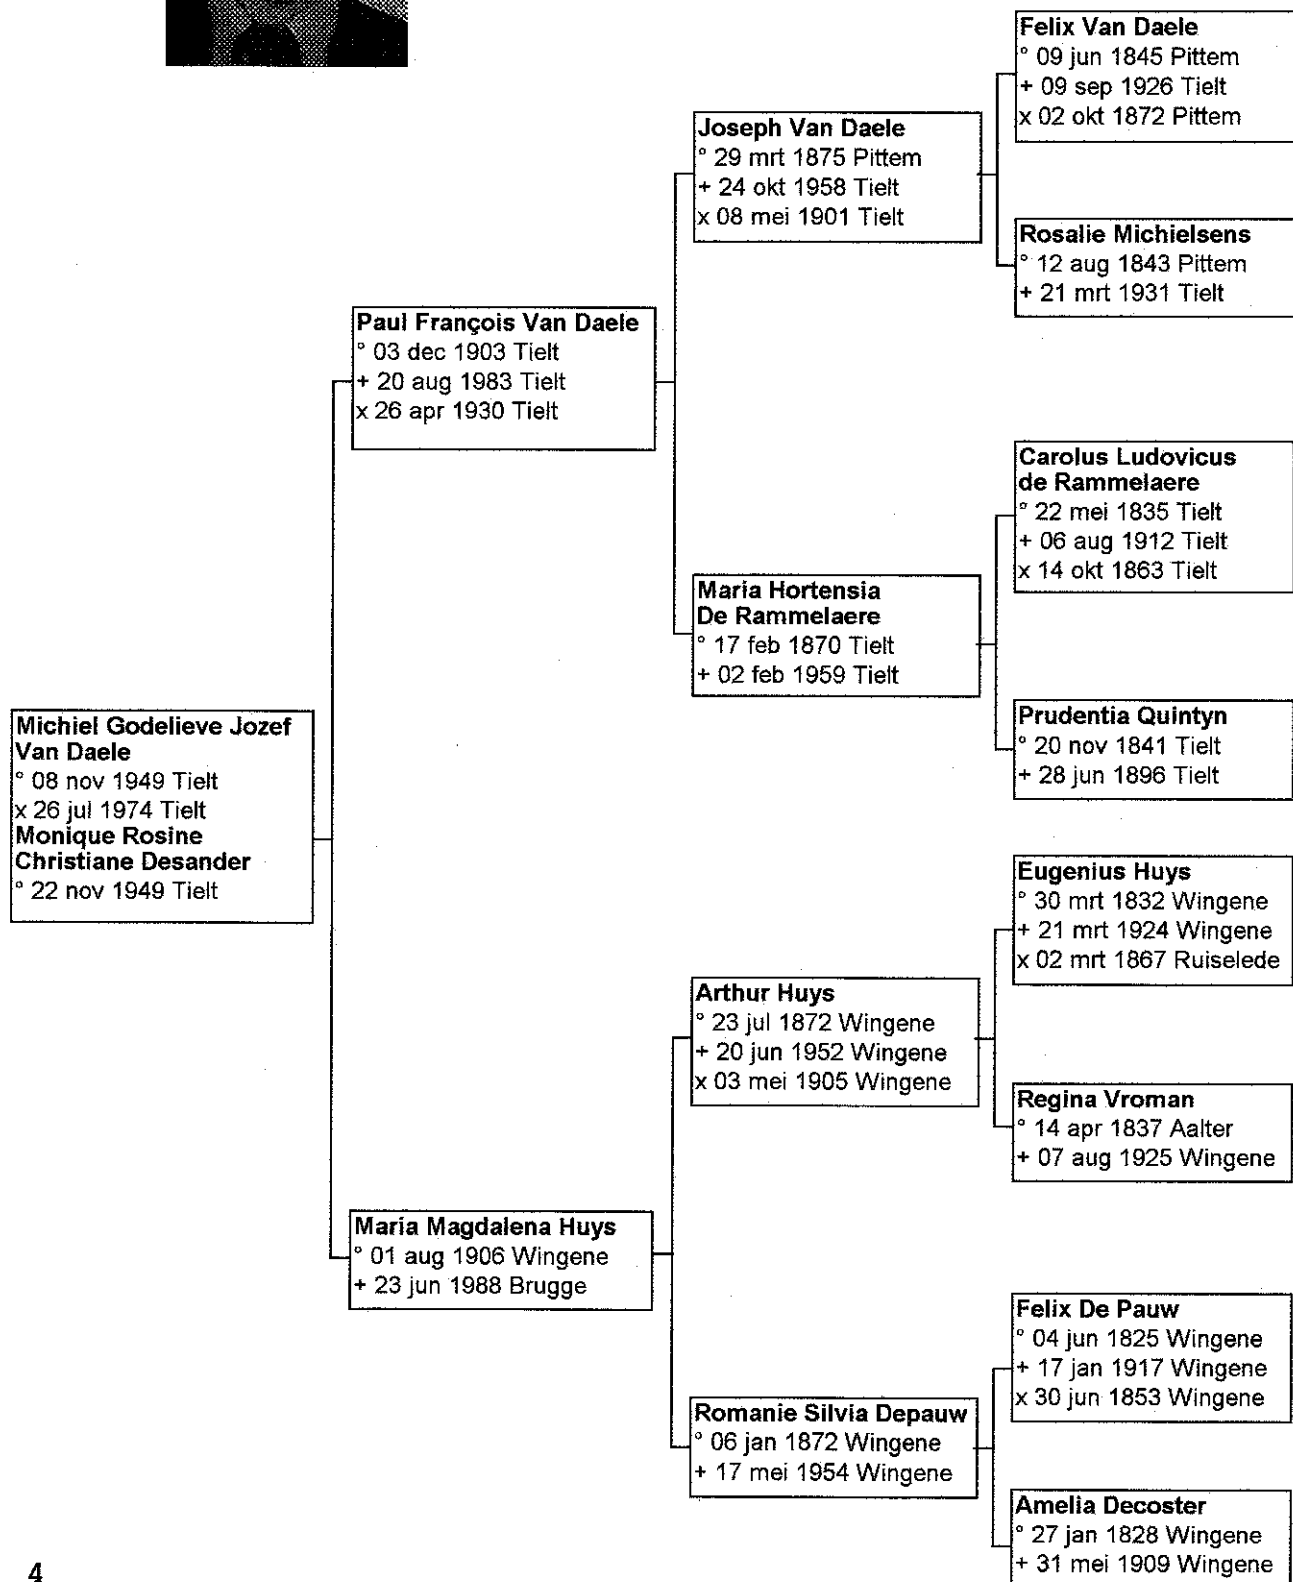 Felix Van Daele
° 09 jun 1845 Pittem
+ 09 sep 1926 Tielt
x 02 okt 1872 Pittem
Joseph Van Daele
° 29 mrt 1875 Pittem
+ 24 okt 1958 Tielt
x 08 mei 1901 Tielt
Rosalie Michielsens
° 12 aug 1843 Pittem
+ 21 mrt 1931 Tielt
Paul François Van Daele
° 03 dec 1903 Tielt
+ 20 aug 1983 Tielt
x 26 apr 1930 Tielt
Carolus Ludovicus
de Rammelaere
° 22 mei 1835 Tielt
+ 06 aug 1912 Tielt
x 14 okt 1863 Tielt
Maria Hortensia
De Rammelaere
° 17 feb 1870 Tielt
+ 02 feb 1959 Tielt
Prudentia Quintyn
° 20 nov 1841 Tielt
+ 28 jun 1896 Tielt
Michiel Godelieve Jozef
Van Daele
° 08 nov 1949 Tielt
x 26 jul 1974 Tielt
Monique Rosine
Christiane Desander
° 22 nov 1949 Tielt
Eugenius Huys
° 30 mrt 1832 Wingene
+ 21 mrt 1924 Wingene
x 02 mrt 1867 Ruiselede
Arthur Huys
° 23 jul 1872 Wingene
+ 20 jun 1952 Wingene
x 03 mei 1905 Wingene
Regina Vroman
° 14 apr 1837 Aalter
+ 07 aug 1925 Wingene
Maria Magdalena Huys
° 01 aug 1906 Wingene
+ 23 jun 1988 Brugge
Felix De Pauw
° 04 jun 1825 Wingene
+ 17 jan 1917 Wingene
x 30 jun 1853 Wingene
Romanie Silvia Depauw
° 06 jan 1872 Wingene
+ 17 mei 1954 Wingene
Amelia Decoster
° 27 jan 1828 Wingene
+ 31 mei 1909 Wingene
4